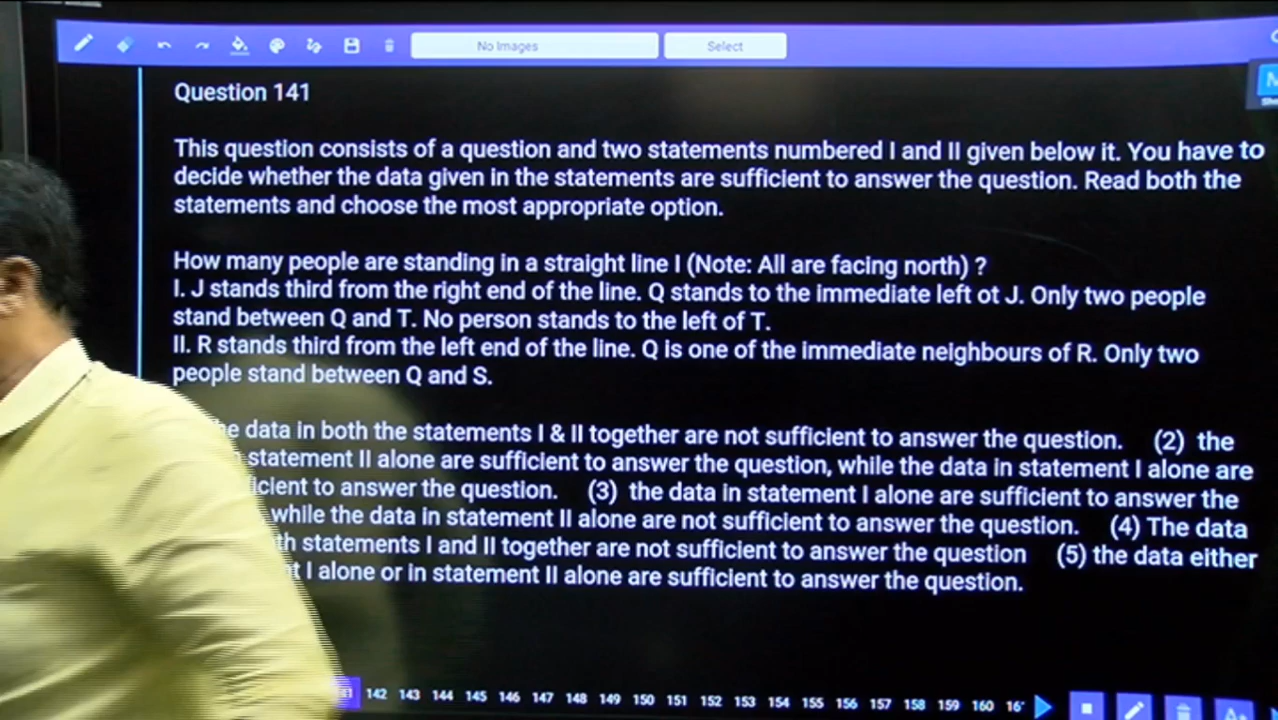 No Images
Select
Question 141
This question consists of a question and two statements numbered I and II given below it. You have to
decide whether the data given in the statements are sufficient to answer the question. Read both the
statements and choose the most appropriate option.
How many people are standing in a straight line I (Note: All are facing north) ?
I. J stands third from the right end of the line. Q stands to the immediate left ot J. Only two people
stand between Q and T. No person stands to the left of T.
II. R stands third from the left end of the line. Q is one of the immediate neighbours of R. Only two
people stand between Q and S.
data in both the statements I & II together are not sufficient to answer the question. (2) the
statement II alone are sufficient to answer the question, while the data in statement I alone are
to answer the question. (3) the data in statement I alone are sufficient to answer the
while the data in statement II alone are not sufficient to answer the question. (4) The data
statements I and II together are not sufficient to answer the question (5) the data either
I alone or in statement II alone are sufficient to answer the question.
142 143 144 145 146 147 148 149 150 151 152 153 154 155 156 157 158 159 160